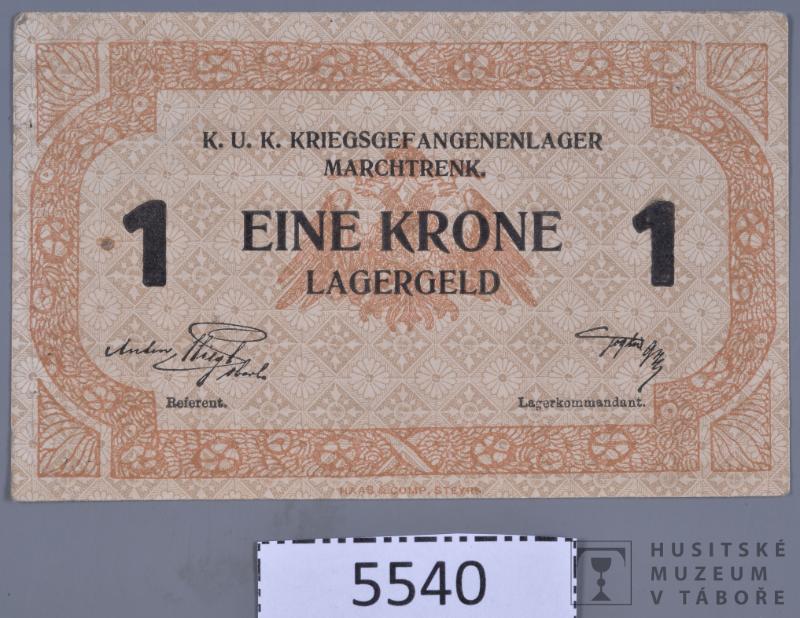 K. U. K. KRIEGSGEFANGENENLAGER
MARCHTRENK.
1 EINE KRONE 1
LAGERGELD
Referent. Lagerkommandant.
HAAS & COMP. STEYR.
5540
HUSITSKÉ
MUZEUM
V TÁBOŘE